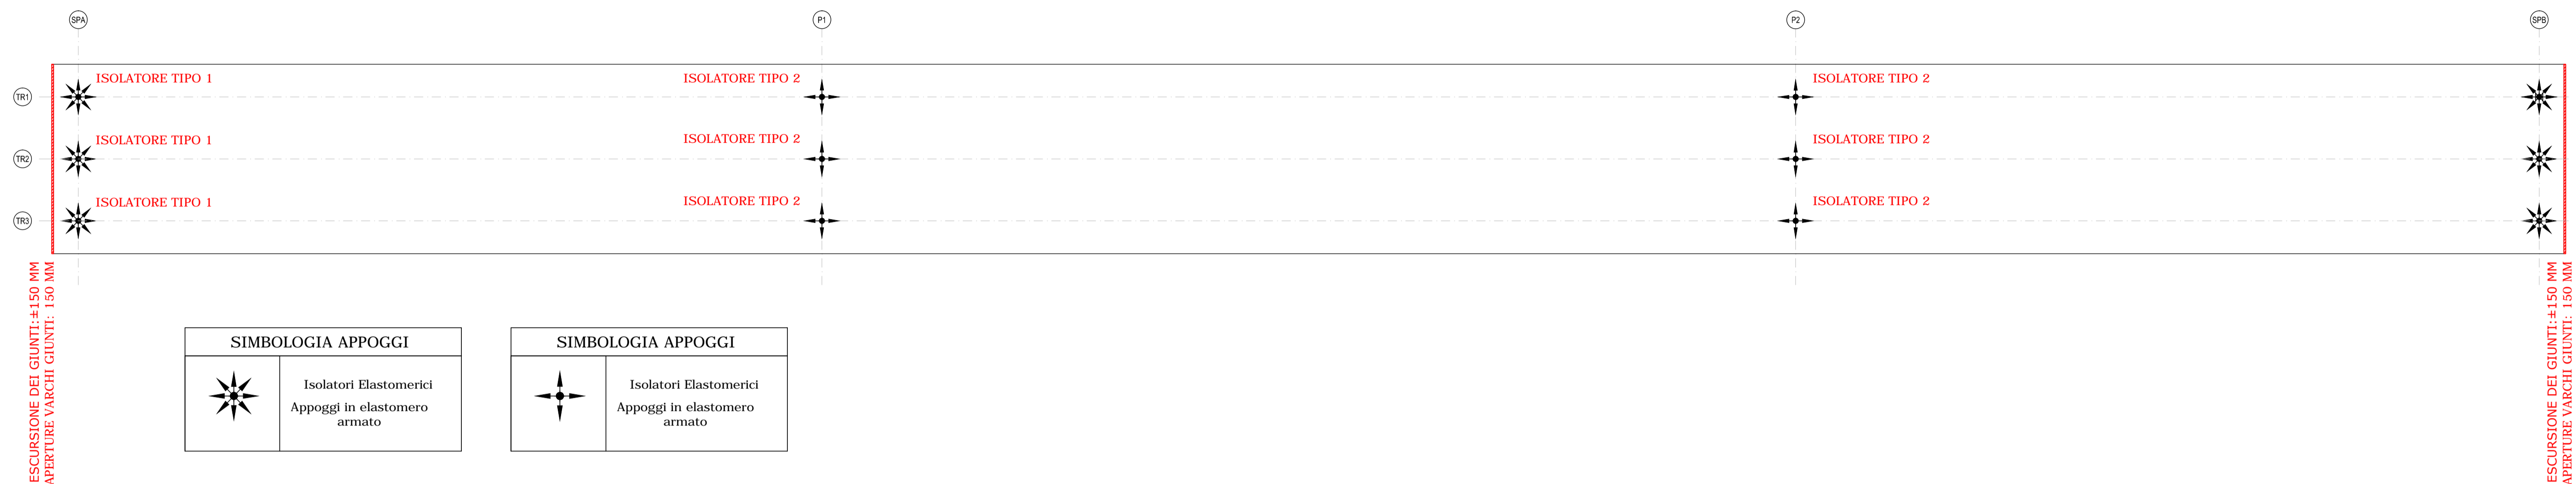 SPA
P1
P2
SPB
ISOLATORE TIPO 1
ISOLATORE TIPO 2
ISOLATORE TIPO 2
TR1
ISOLATORE TIPO 1
ISOLATORE TIPO 2
ISOLATORE TIPO 2
TR2
ISOLATORE TIPO 1
ISOLATORE TIPO 2
ISOLATORE TIPO 2
TR3
ESCURSIONE DEI GIUNTI:±150 MM
APERTURE VARCHI GIUNTI: 150 MM
ESCURSIONE DEI GIUNTI:±150 MM
APERTURE VARCHI GIUNTI: 150 MM
SIMBOLOGIA APPOGGI
Isolatori Elastomerici
Appoggi in elastomero
armato
SIMBOLOGIA APPOGGI
Isolatori Elastomerici
Appoggi in elastomero
armato